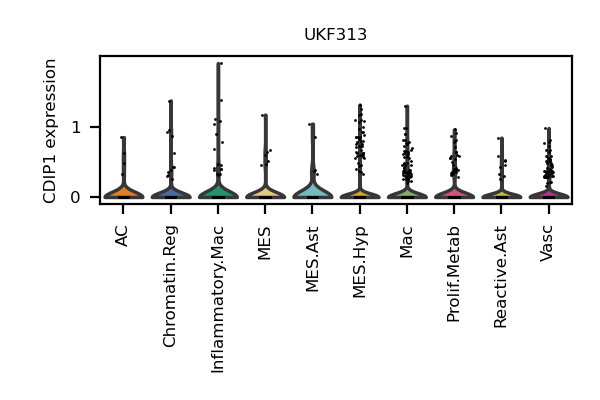 UKF313
CDIP1 expression
1
0
AC
Chromatin.Reg
Inflammatory.Mac
MES
MES.Ast
MES.Hyp
Mac
Prolif.Metab
Reactive.Ast
Vasc